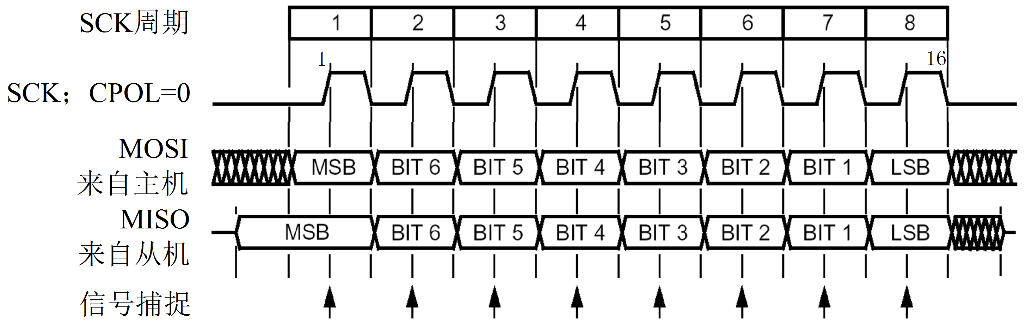 SCK周期 1 2 3 4 5 6 7 8
1 16
SCK；CPOL=0
MOSI
来自主机
MSB BIT 6 BIT 5 BIT 4 BIT 3 BIT 2 BIT 1 LSB
MISO
来自从机
MSB BIT 6 BIT 5 BIT 4 BIT 3 BIT 2 BIT 1 LSB
信号捕捉